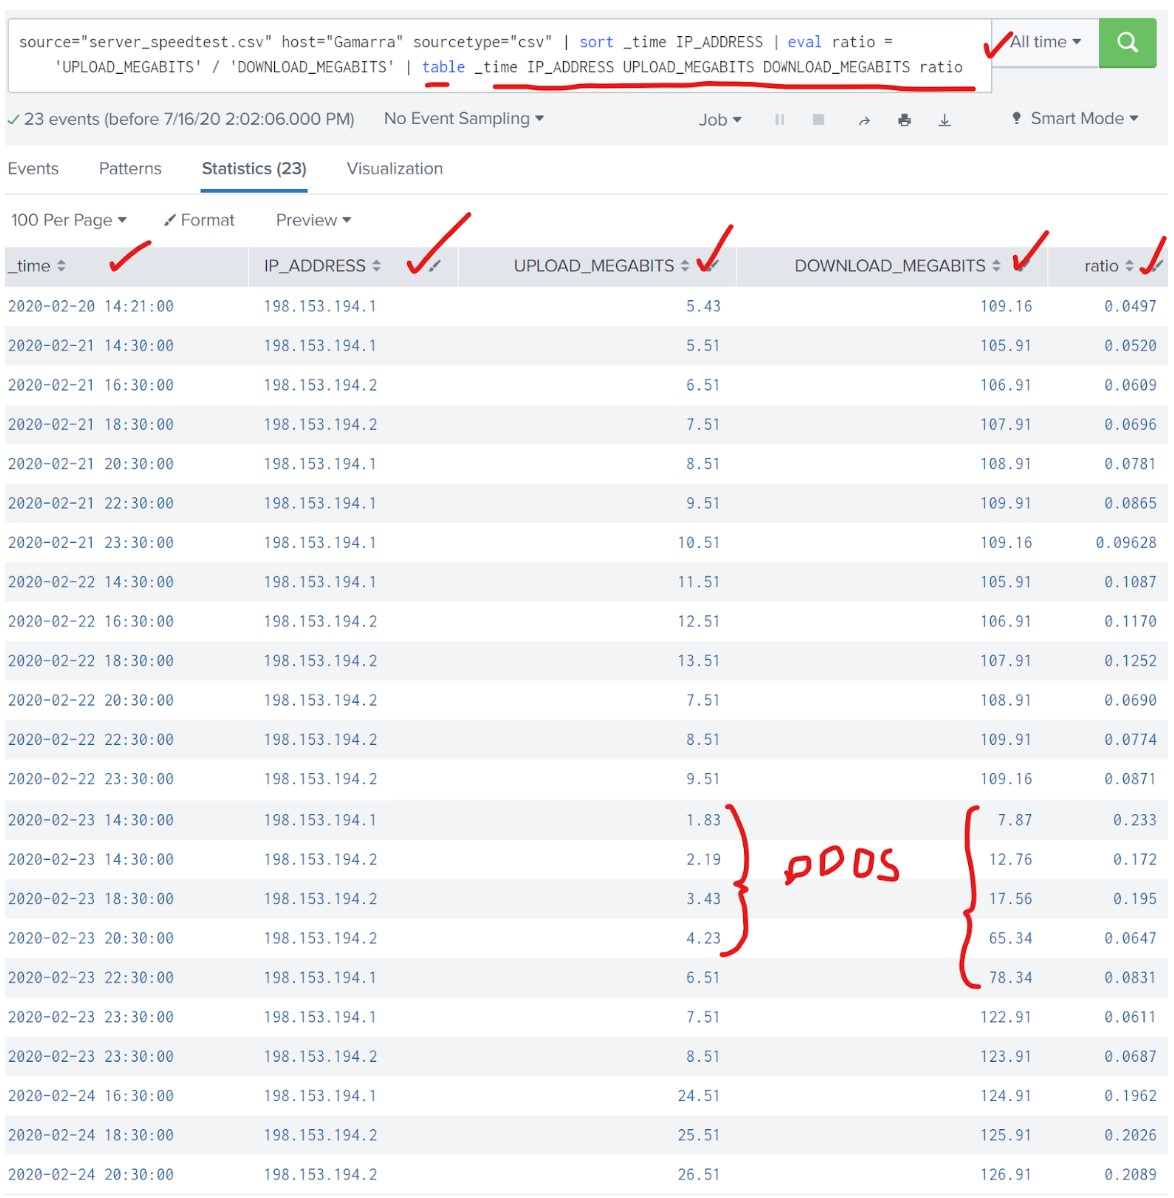 source="server_speedtest.csv" host="Gamarra" sourcetype="csv" | sort _time IP_ADDRESS | eval ratio =
'UPLOAD_MEGABITS' / 'DOWNLOAD_MEGABITS' | table _time IP_ADDRESS UPLOAD_MEGABITS DOWNLOAD_MEGABITS ratio
All time
23 events (before 7/16/20 2:02:06.000 PM) No Event Sampling Job Smart Mode
Events Patterns Statistics (23) Visualization
100 Per Page Format Preview
_time IP_ADDRESS UPLOAD_MEGABITS DOWNLOAD_MEGABITS ratio
2020-02-20 14:21:00 198.153.194.1 5.43 109.16 0.0497
2020-02-21 14:30:00 198.153.194.1 5.51 105.91 0.0520
2020-02-21 16:30:00 198.153.194.2 6.51 106.91 0.0609
2020-02-21 18:30:00 198.153.194.2 7.51 107.91 0.0696
2020-02-21 20:30:00 198.153.194.1 8.51 108.91 0.0781
2020-02-21 22:30:00 198.153.194.1 9.51 109.91 0.0865
2020-02-21 23:30:00 198.153.194.1 10.51 109.16 0.09628
2020-02-22 14:30:00 198.153.194.1 11.51 105.91 0.1087
2020-02-22 16:30:00 198.153.194.2 12.51 106.91 0.1170
2020-02-22 18:30:00 198.153.194.2 13.51 107.91 0.1252
2020-02-22 20:30:00 198.153.194.2 7.51 108.91 0.0690
2020-02-22 22:30:00 198.153.194.2 8.51 109.91 0.0774
2020-02-22 23:30:00 198.153.194.2 9.51 109.16 0.0871
2020-02-23 14:30:00 198.153.194.1 1.83 7.87 0.233
2020-02-23 14:30:00 198.153.194.2 2.19 12.76 0.172
DDOS
2020-02-23 18:30:00 198.153.194.2 3.43 17.56 0.195
2020-02-23 20:30:00 198.153.194.2 4.23 65.34 0.0647
2020-02-23 22:30:00 198.153.194.1 6.51 78.34 0.0831
2020-02-23 23:30:00 198.153.194.1 7.51 122.91 0.0611
2020-02-23 23:30:00 198.153.194.2 8.51 123.91 0.0687
2020-02-24 16:30:00 198.153.194.1 24.51 124.91 0.1962
2020-02-24 18:30:00 198.153.194.2 25.51 125.91 0.2026
2020-02-24 20:30:00 198.153.194.2 26.51 126.91 0.2089